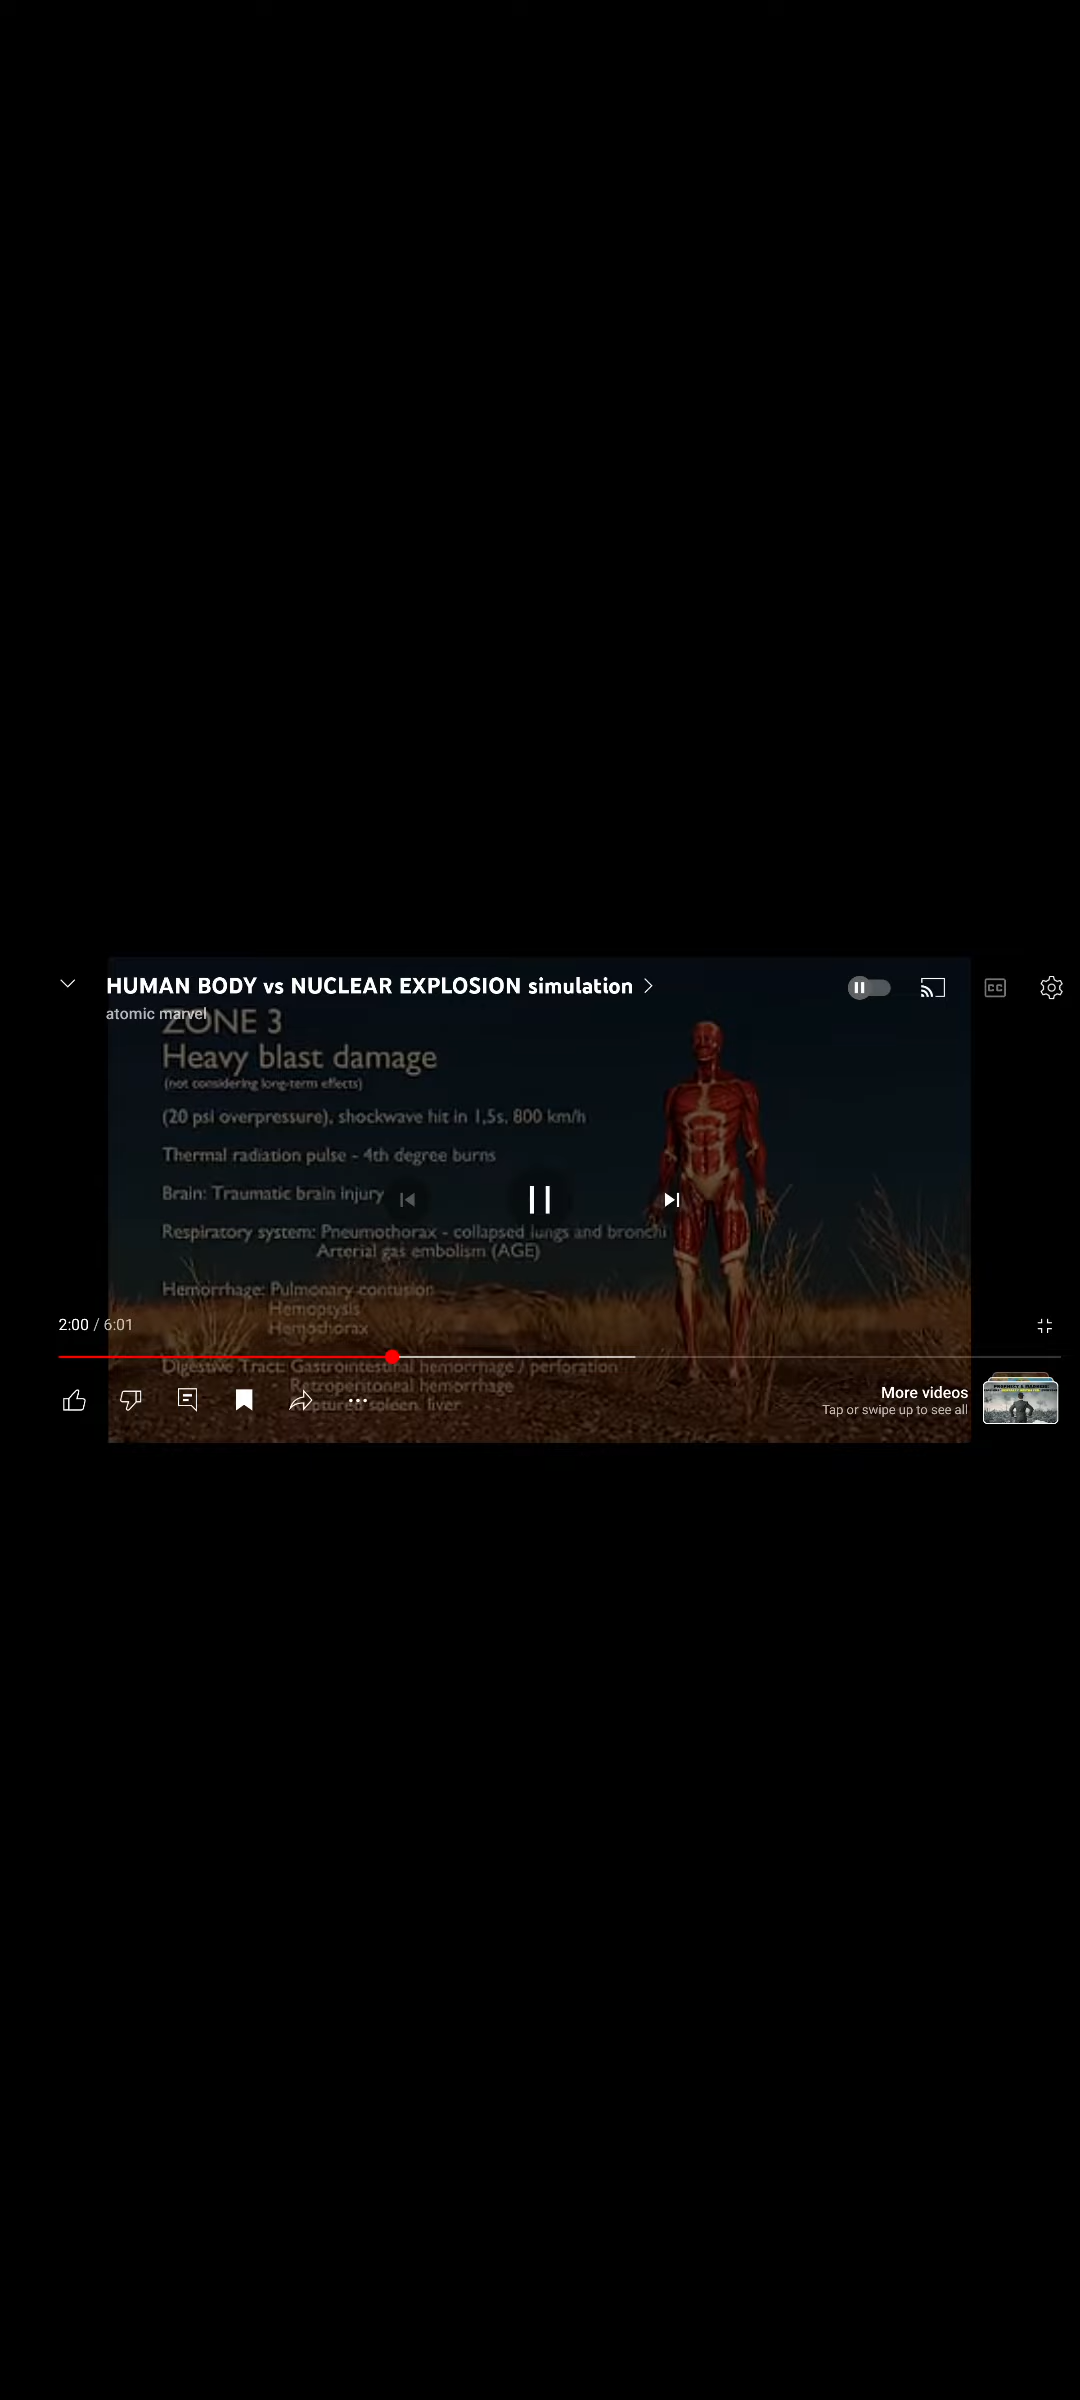 HUMAN BODY vs NUCLEAR EXPLOSION simulation
atomic marvel
ZONE 3
Heavy blast damage
(not considering long-term effects)
(20 psi overpressure), shockwave hit in 1,5s, 800 km/h
Thermal radiation pulse - 4th degree burns
Brain: Traumatic brain injury
Respiratory system: Pneumothorax - collapsed lungs and bronchi
Arterial gas embolism (AGE)
Hemorrhage: Pulmonary contusion
Hemoptysis
Hemothorax
2:00 / 6:01
Digestive Tract: Gastrointestinal hemorrhage / perforation
Retroperitoneal hemorrhage
spleen, liver
More videos
Tap or swipe up to see all
CC